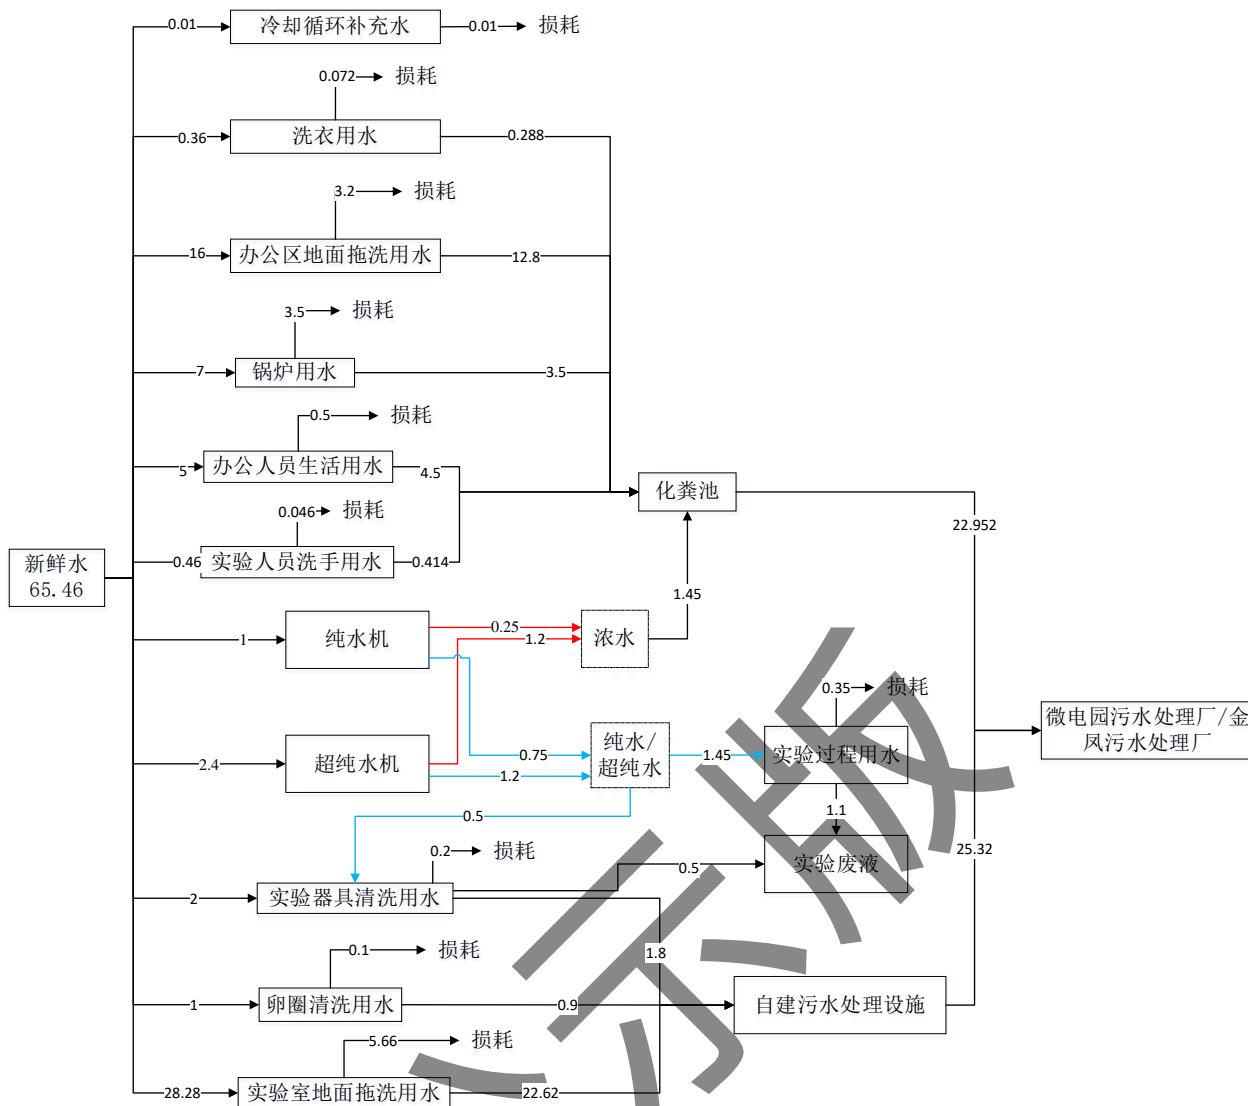 0.01
冷却循环补充水
0.01
损耗
0.072
损耗
0.36
洗衣用水
0.288
3.2
损耗
16
办公区地面拖洗用水
12.8
3.5
损耗
7
锅炉用水
3.5
0.5
损耗
5
办公人员生活用水
4.5
化粪池
22.952
0.046
损耗
新鲜水
65.46
0.46
实验人员洗手用水
0.414
1.45
1
纯水机
0.25
1.2
浓水
0.35
损耗
微电园污水处理厂/金
凤污水处理厂
2.4
超纯水机
0.75
1.2
纯水/
超纯水
1.45
实验过程用水
0.5
1.1
0.2
损耗
0.5
实验废液
25.32
2
实验器具清洗用水
1.8
0.1
损耗
1
卵圈清洗用水
0.9
自建污水处理设施
5.66
损耗
28.28
实验室地面拖洗用水
22.62
示版